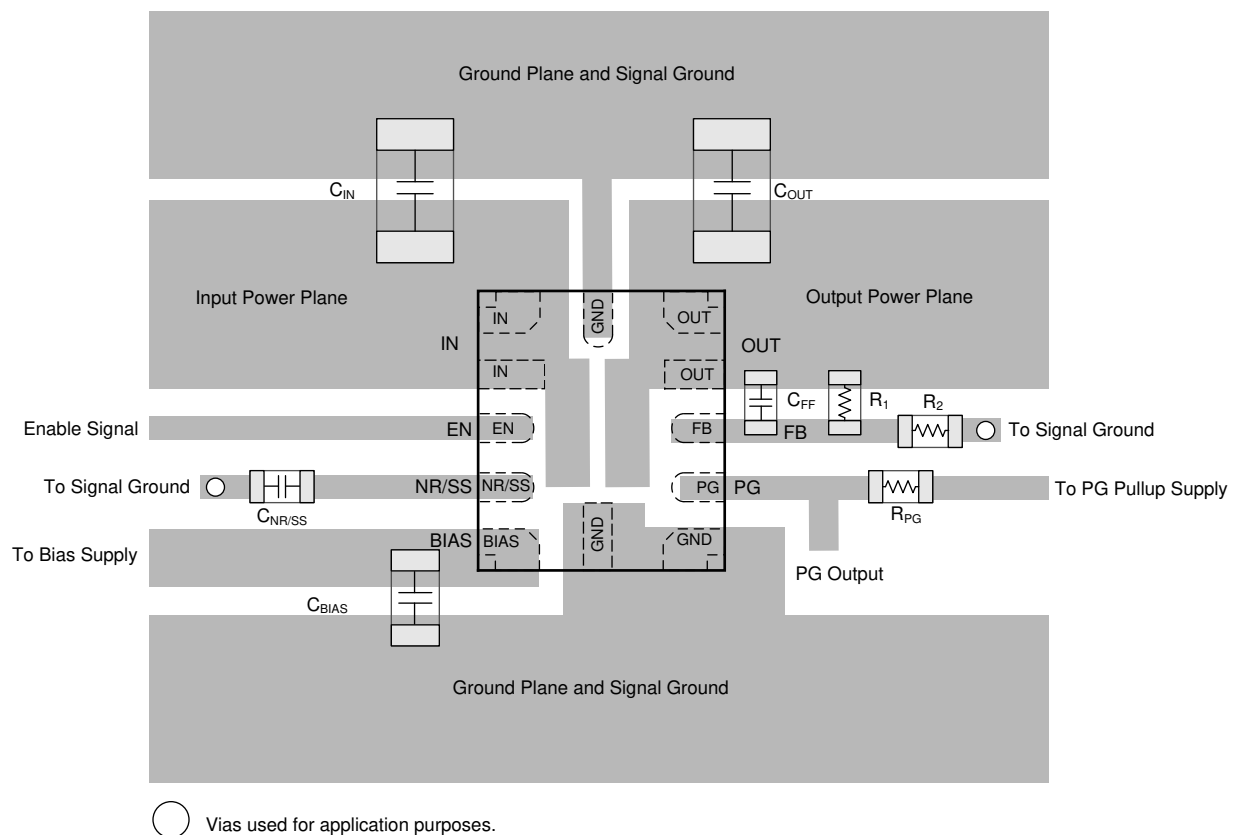 Ground Plane and Signal Ground
C_IN
C_OUT
Input Power Plane
Output Power Plane
IN
GND
OUT
IN
OUT
IN
OUT
C_FF
R_1
R_2
Enable Signal
EN
EN
FB
FB
To Signal Ground
To Signal Ground
NR/SS
NR/SS
PG
PG
To PG Pullup Supply
C_NR/SS
R_PG
To Bias Supply
BIAS
BIAS
GND
GND
PG Output
C_BIAS
Ground Plane and Signal Ground
Vias used for application purposes.